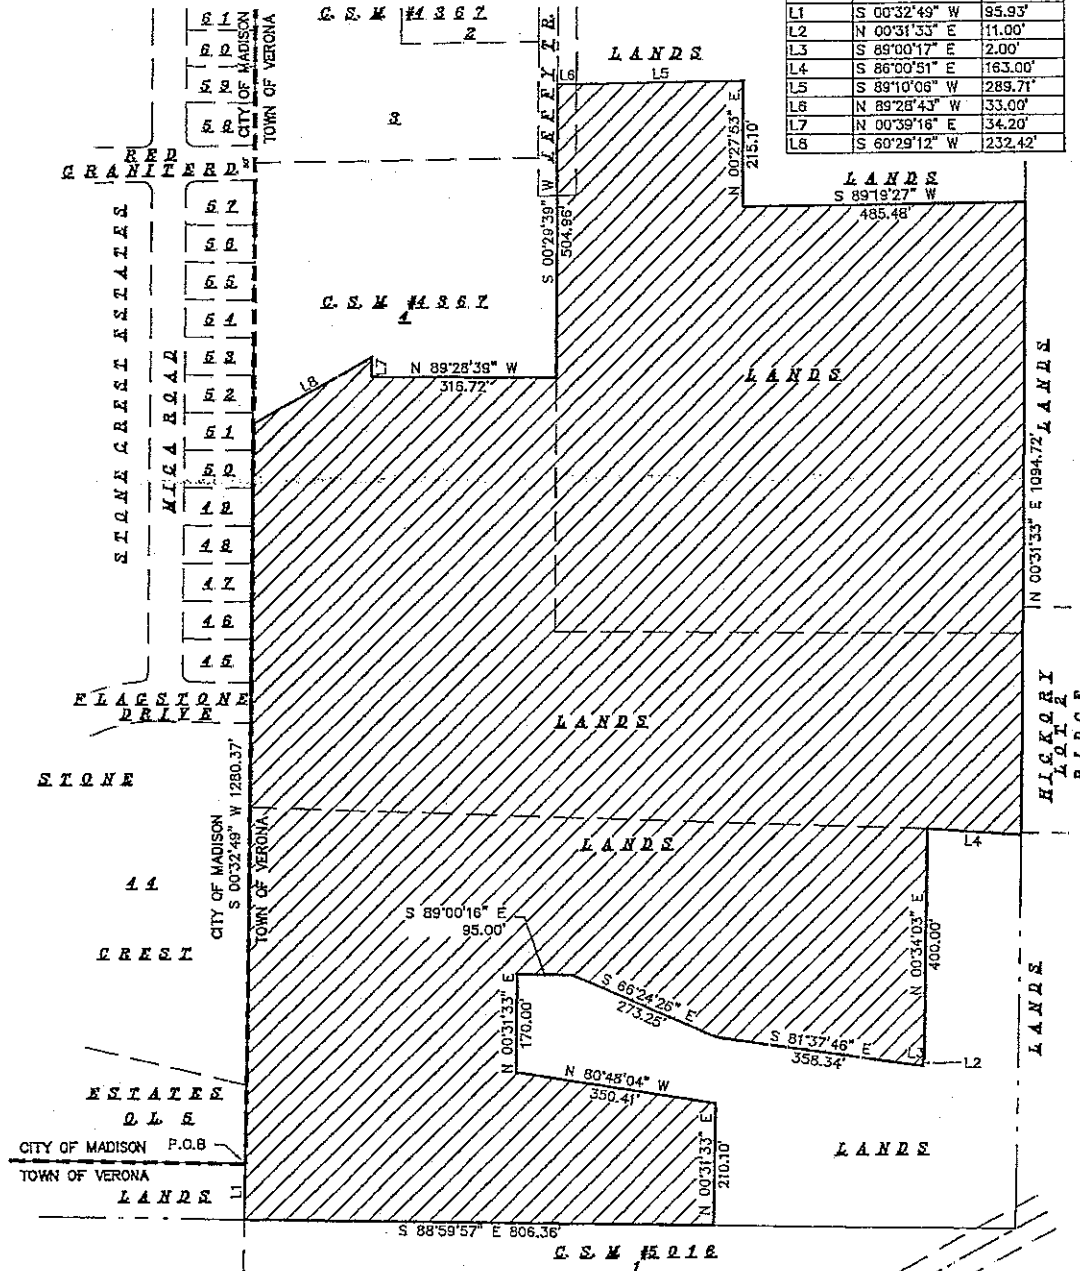 L1 S 00°32'49" W 95.93'
L2 N 00°31'33" E 11.00'
L3 S 89°00'17" E 2.00'
L4 S 86°00'51" E 163.00'
L5 S 89°10'06" W 289.71'
L6 N 89°28'43" W 33.00'
L7 N 00°39'16" E 34.20'
L8 S 60°29'12" W 232.42'
C. S. M. #4367
2
3
61
60
59
58
CITY OF MADISON
TOWN OF VERONA
LANDS
L6
L5
N 00°27'53" E
215.10'
RED
GRANITE RD.
LANDS
S 89°19'27" W
485.48'
57
56
55
54
53
52
51
50
49
48
47
46
45
STONE CREST ESTATES
MICA ROAD
S 00°29'39" W
504.96'
C. S. M. #4367
1
L8
L7
N 89°28'39" W
316.72'
LANDS
LANDS
N 00°31'33" E 1094.72'
FLAGSTONE
DRIVE
LANDS
HICKORY
LOT 2
STONE
S 00°32'49" W 1280.37'
CITY OF MADISON
TOWN OF VERONA
LANDS
L4
44
CREST
S 89°00'16" E
95.00'
N 00°34'03" E
400.00'
LANDS
N 00°31'33" E
170.00'
S 66°24'26" E
273.25'
S 81°37'46" E
358.34'
L3
L2
N 80°48'04" W
350.41'
ESTATES
O.L. 5
CITY OF MADISON P.O.B
TOWN OF VERONA
LANDS
L1
N 00°31'33" E
210.10'
LANDS
S 88°59'57" E 806.36'
C. S. M. #5016
1